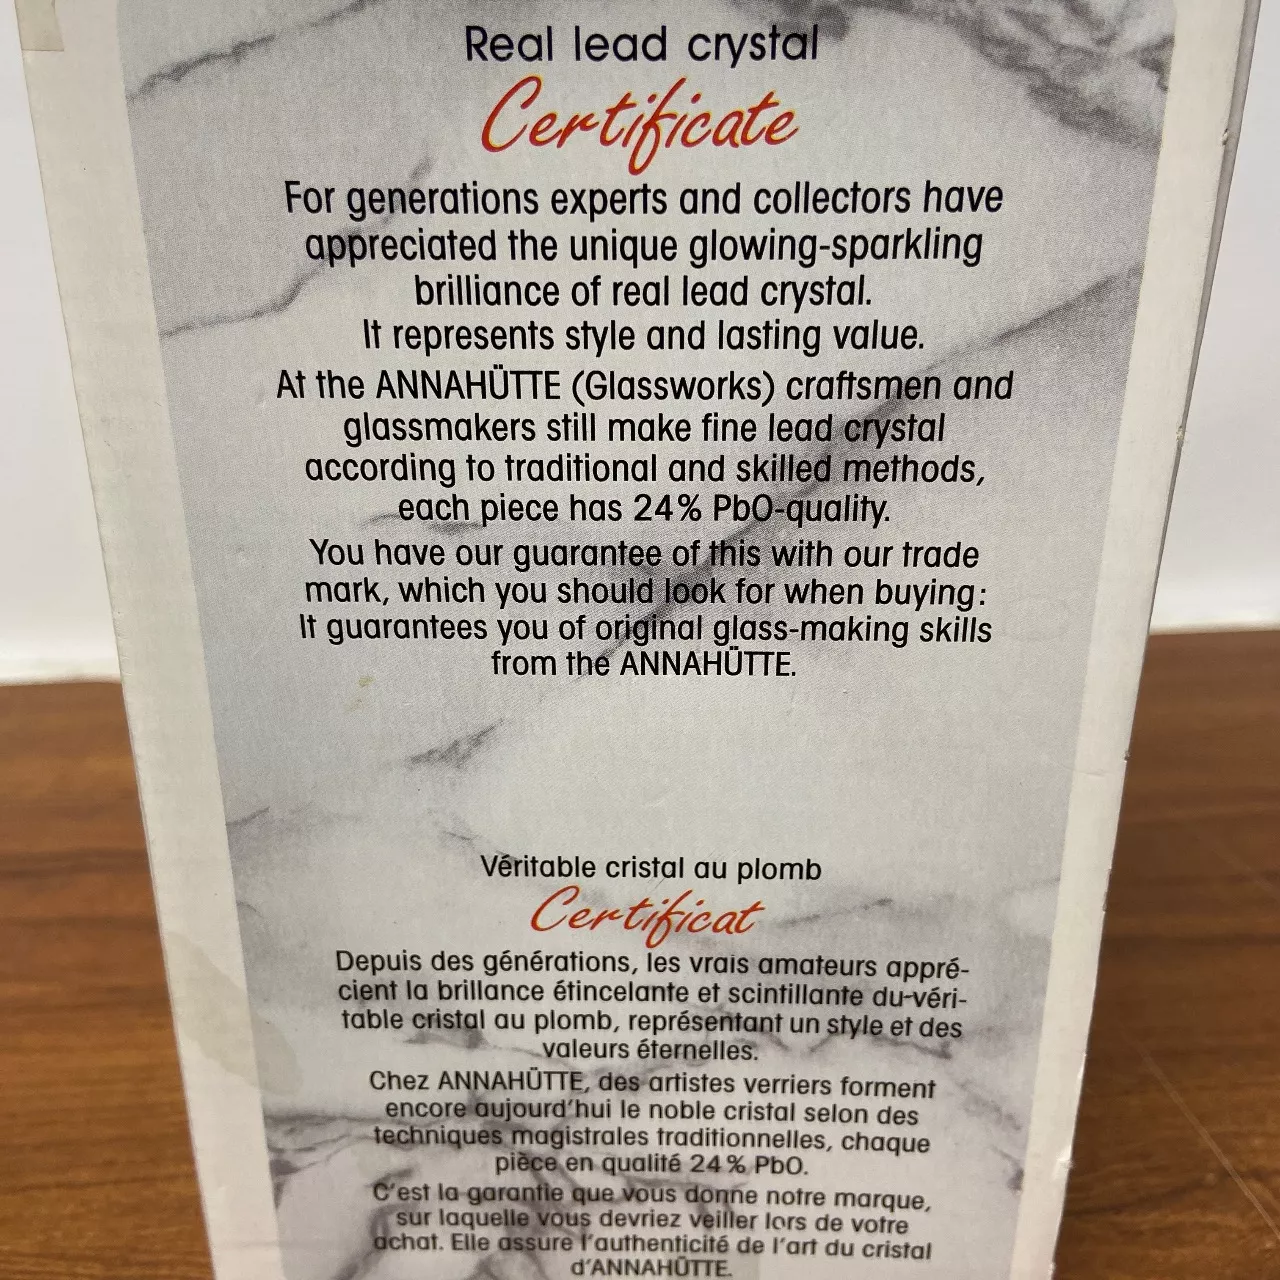 Real lead crystal
Certificate
For generations experts and collectors have
appreciated the unique glowing-sparkling
brilliance of real lead crystal.
It represents style and lasting value.
At the ANNAHÜTTE (Glassworks) craftsmen and
glassmakers still make fine lead crystal
according to traditional and skilled methods,
each piece has 24% PbO-quality.
You have our guarantee of this with our trade
mark, which you should look for when buying:
It guarantees you of original glass-making skills
from the ANNAHÜTTE.
Véritable cristal au plomb
Certificat
Depuis des générations, les vrais amateurs appré-
cient la brillance étincelante et scintillante du-véri-
table cristal au plomb, représentant un style et des
valeurs éternelles.
Chez ANNAHÜTTE, des artistes verriers forment
encore aujourd'hui le noble cristal selon des
techniques magistrales traditionnelles, chaque
pièce en qualité 24% PbO.
C'est la garantie que vous donne notre marque,
sur laquelle vous devriez veiller lors de votre
achat. Elle assure l'authenticité de l'art du cristal
d'ANNAHÜTTE.